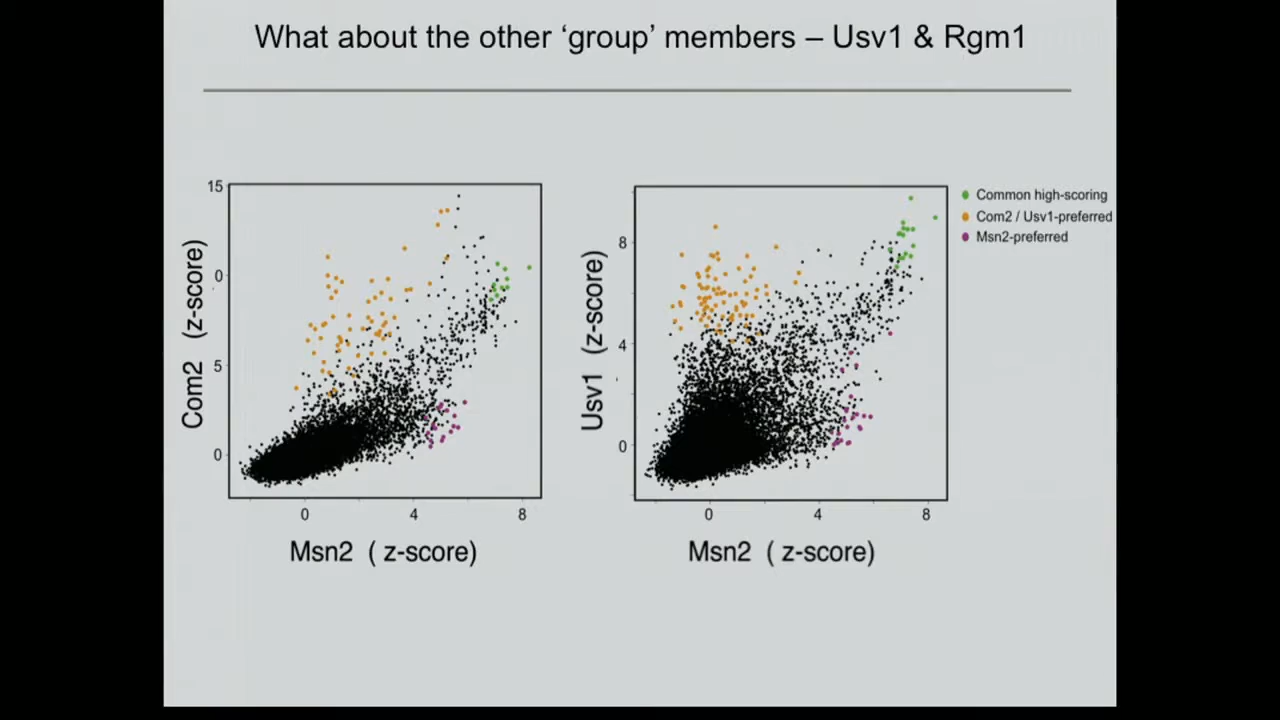 What about the other ‘group’ members – Usv1 & Rgm1
15
0
5
0
Com2 (z-score)
0 4 8
Msn2 ( z-score)
8
4
0
Usv1 (z-score)
0 4 8
Msn2 ( z-score)
Common high-scoring
Com2 / Usv1-preferred
Msn2-preferred